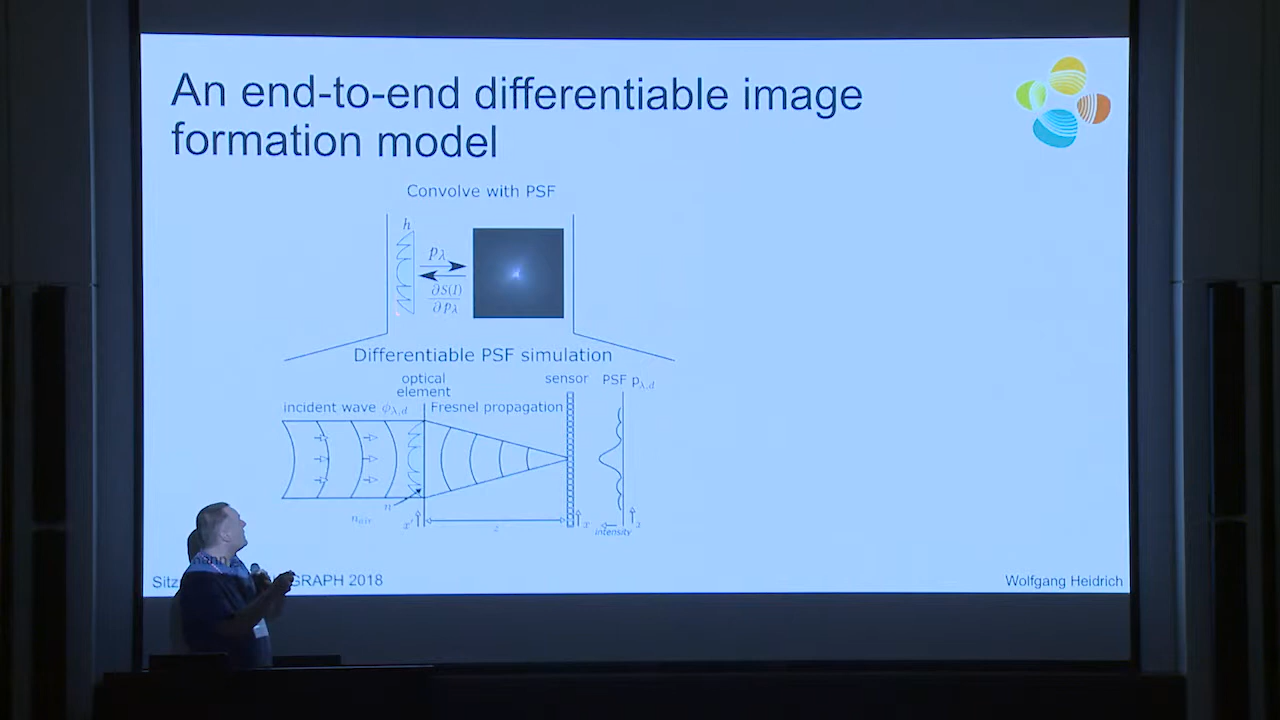 An end-to-end differentiable image
formation model
Convolve with PSF
h
pλ
∂S(I)
∂pλ
Differentiable PSF simulation
optical
element
sensor
PSF pλ,d
incident wave ϕλ,d
Fresnel propagation
n
nair
x'
z
x
intensity
x
GRAPH 2018
Wolfgang Heidrich